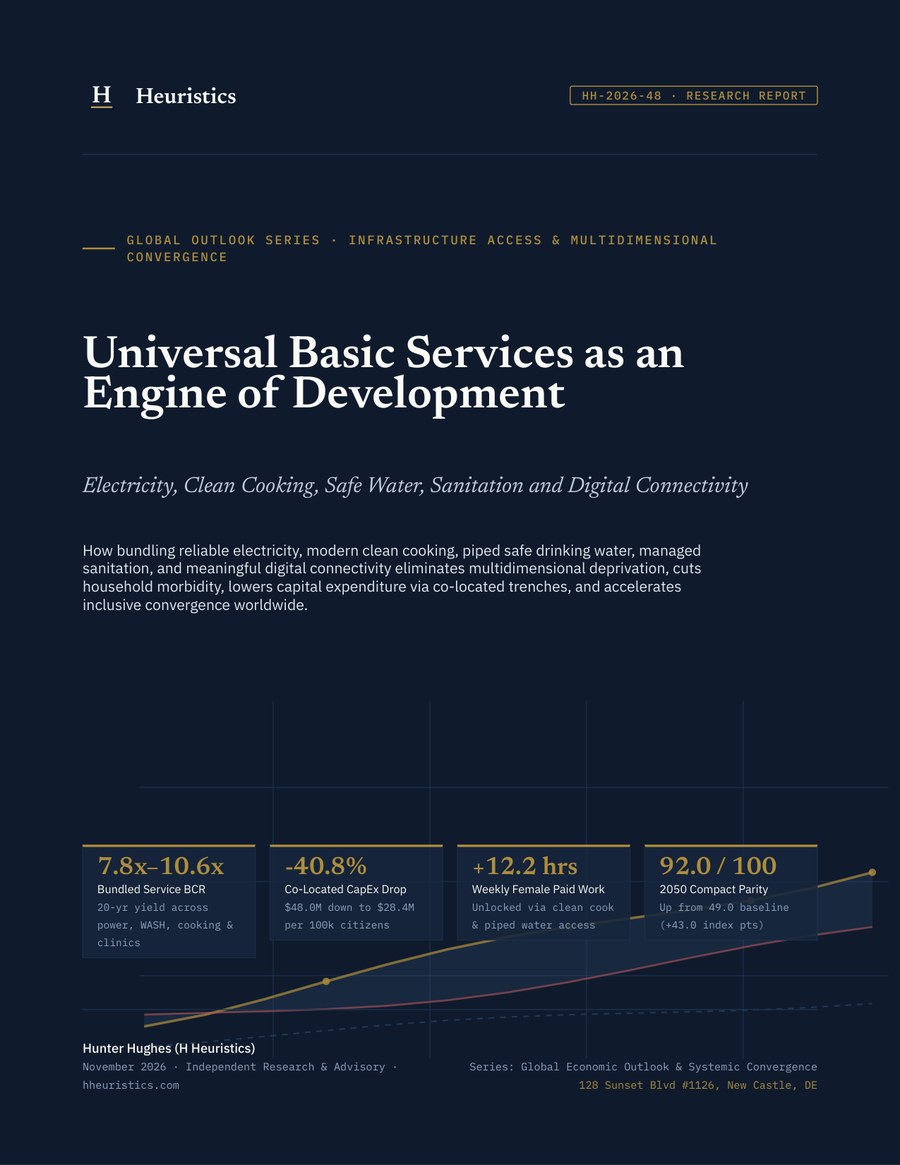 H Heuristics
HH-2026-48 · RESEARCH REPORT
GLOBAL OUTLOOK SERIES · INFRASTRUCTURE ACCESS & MULTIDIMENSIONAL
CONVERGENCE
Universal Basic Services as an
Engine of Development
Electricity, Clean Cooking, Safe Water, Sanitation and Digital Connectivity
How bundling reliable electricity, modern clean cooking, piped safe drinking water, managed
sanitation, and meaningful digital connectivity eliminates multidimensional deprivation, cuts
household morbidity, lowers capital expenditure via co-located trenches, and accelerates
inclusive convergence worldwide.
7.8x–10.6x
Bundled Service BCR
20-yr yield across
power, WASH, cooking &
clinics
-40.8%
Co-Located CapEx Drop
$48.0M down to $28.4M
per 100k citizens
+12.2 hrs
Weekly Female Paid Work
Unlocked via clean cook
& piped water access
92.0 / 100
2050 Compact Parity
Up from 49.0 baseline
(+43.0 index pts)
Hunter Hughes (H Heuristics)
November 2026 · Independent Research & Advisory ·
hheuristics.com
Series: Global Economic Outlook & Systemic Convergence
128 Sunset Blvd #1126, New Castle, DE